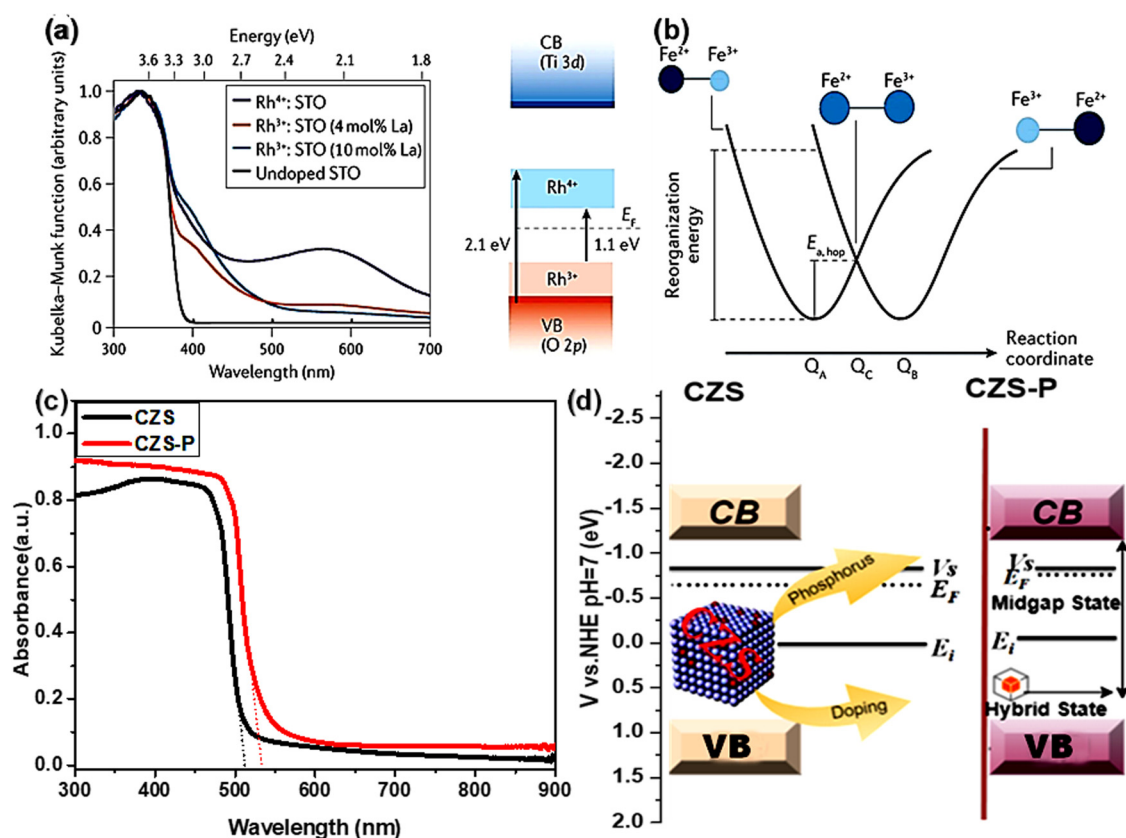 (a)
Energy (eV)
3.6 3.3 3.0 2.7 2.4 2.1 1.8
Kubelka–Munk function (arbitrary units)
1.0
0.8
0.6
0.4
0.2
0
Rh⁴⁺: STO
Rh³⁺: STO (4 mol% La)
Rh³⁺: STO (10 mol% La)
Undoped STO
300 400 500 600 700
Wavelength (nm)
CB
(Ti 3d)
Rh⁴⁺
E_F
2.1 eV
1.1 eV
Rh³⁺
VB
(O 2p)
(b)
Fe²⁺ Fe³⁺
Fe²⁺ Fe³⁺
Fe³⁺ Fe²⁺
Reorganization
energy
E_a,hop
Q_A Q_C Q_B
Reaction
coordinate
(c)
CZS
CZS-P
Absorbance(a.u.)
1.0
0.8
0.6
0.4
0.2
0.0
300 400 500 600 700 800 900
Wavelength (nm)
(d)
CZS
CZS-P
V vs.NHE pH=7 (eV)
-2.5
-2.0
-1.5
-1.0
-0.5
0.0
0.5
1.0
1.5
2.0
CB
Vs
E_F
Phosphorus
CZS
E_i
Doping
VB
CB
Vs
E_F
Midgap State
E_i
Hybrid State
VB